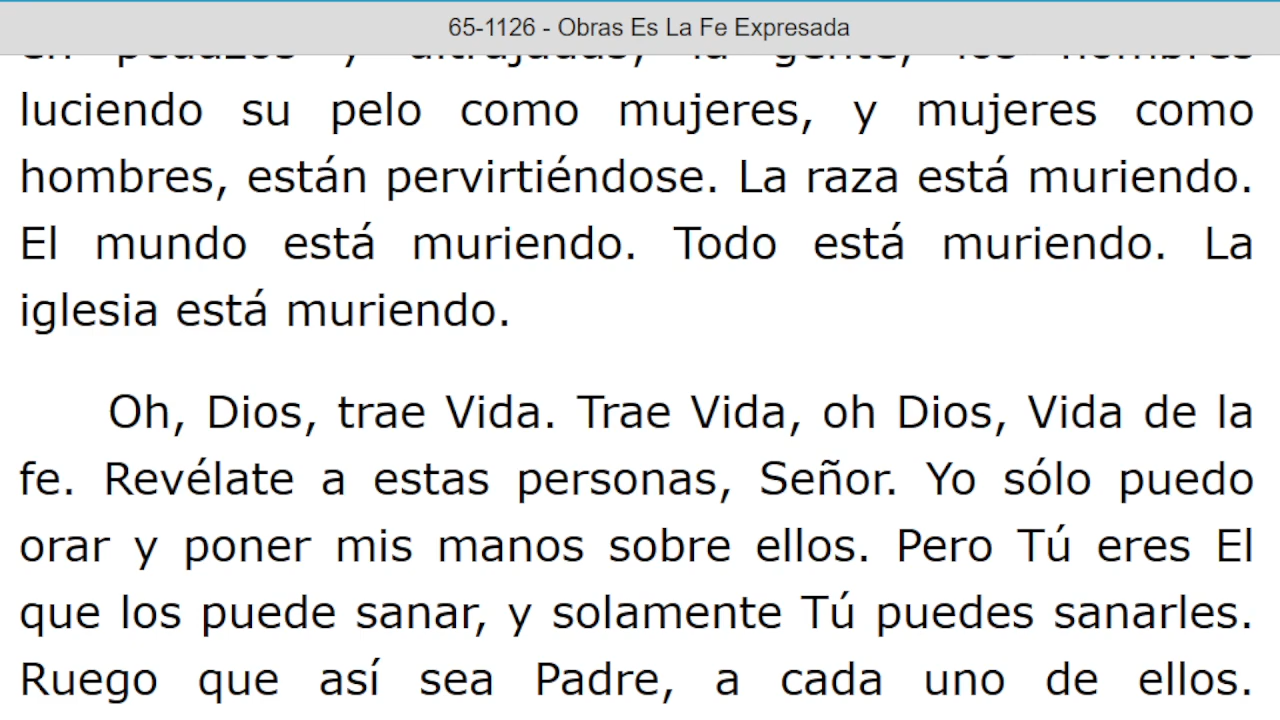 65-1126 - Obras Es La Fe Expresada
luciendo su pelo como mujeres, y mujeres como
hombres, están pervirtiéndose. La raza está muriendo.
El mundo está muriendo. Todo está muriendo. La
iglesia está muriendo.
Oh, Dios, trae Vida. Trae Vida, oh Dios, Vida de la
fe. Revélate a estas personas, Señor. Yo sólo puedo
orar y poner mis manos sobre ellos. Pero Tú eres El
que los puede sanar, y solamente Tú puedes sanarles.
Ruego que así sea Padre, a cada uno de ellos.